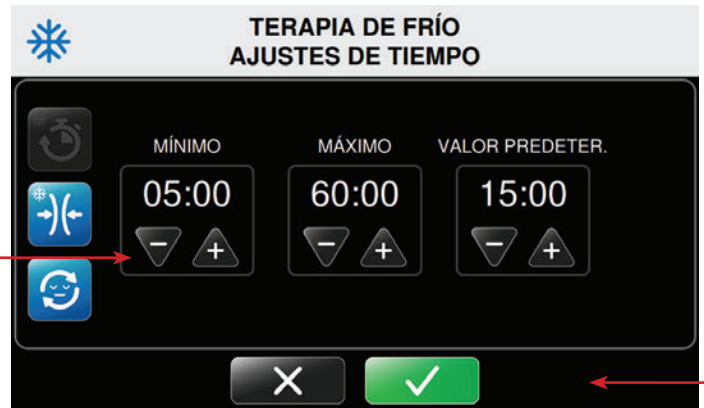 TERAPIA DE FRÍO
AJUSTES DE TIEMPO
MÍNIMO MÁXIMO VALOR PREDETER.
05:00 60:00 15:00
- + - + - +